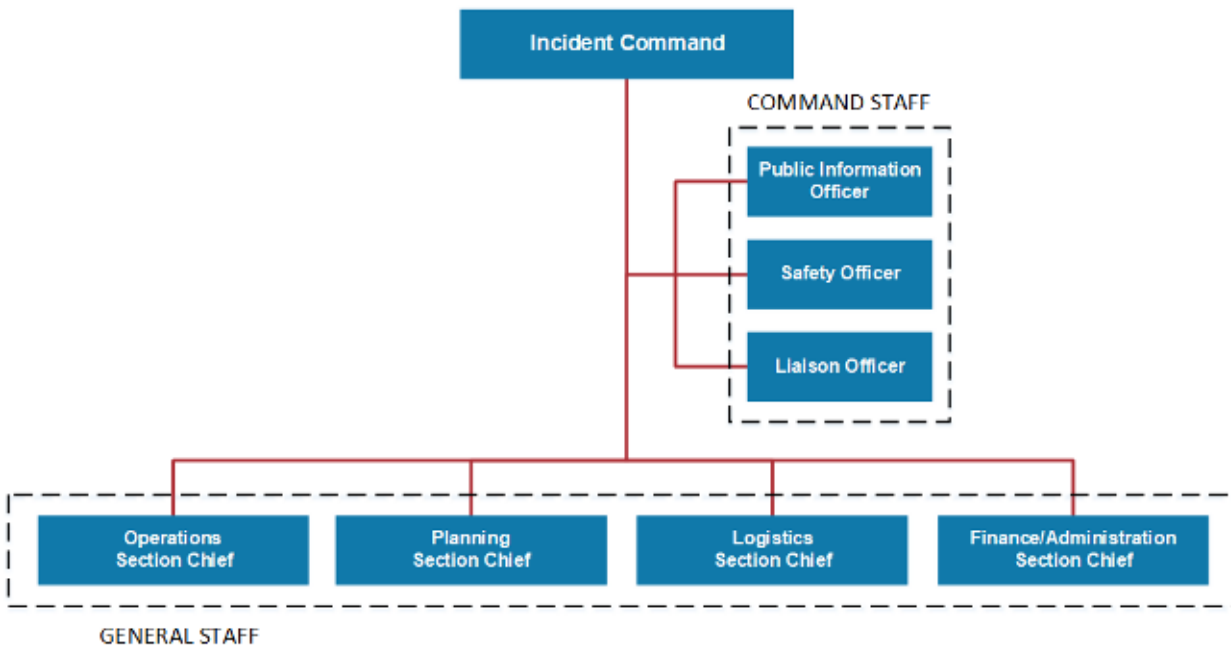 Incident Command
COMMAND STAFF
Public Information
Officer
Safety Officer
Liaison Officer
Operations
Section Chief
Planning
Section Chief
Logistics
Section Chief
Finance/Administration
Section Chief
GENERAL STAFF